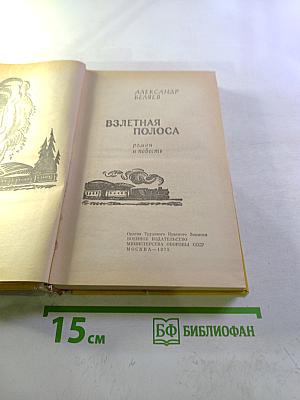 АЛЕКСАНДР
БЕЛЯЕВ
ВЗЛЕТНАЯ
ПОЛОСА
роман
и повесть
Ордена Трудового Красного Знамени
ВОЕННОЕ ИЗДАТЕЛЬСТВО
МИНИСТЕРСТВА ОБОРОНЫ СССР
МОСКВА—1975
15 см
БФ БИБЛИОФАН